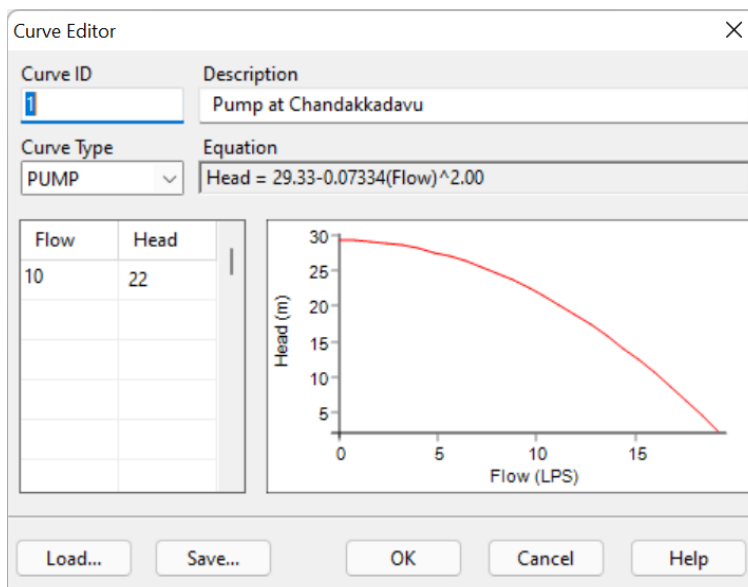 Curve Editor
Curve ID
Description
1
Pump at Chandakkadavu
Curve Type
Equation
PUMP
Head = 29.33-0.07334(Flow)^2.00
Flow Head
10 22
30
25
20
15
10
5
Head (m)
0 5 10 15
Flow (LPS)
Load... Save... OK Cancel Help